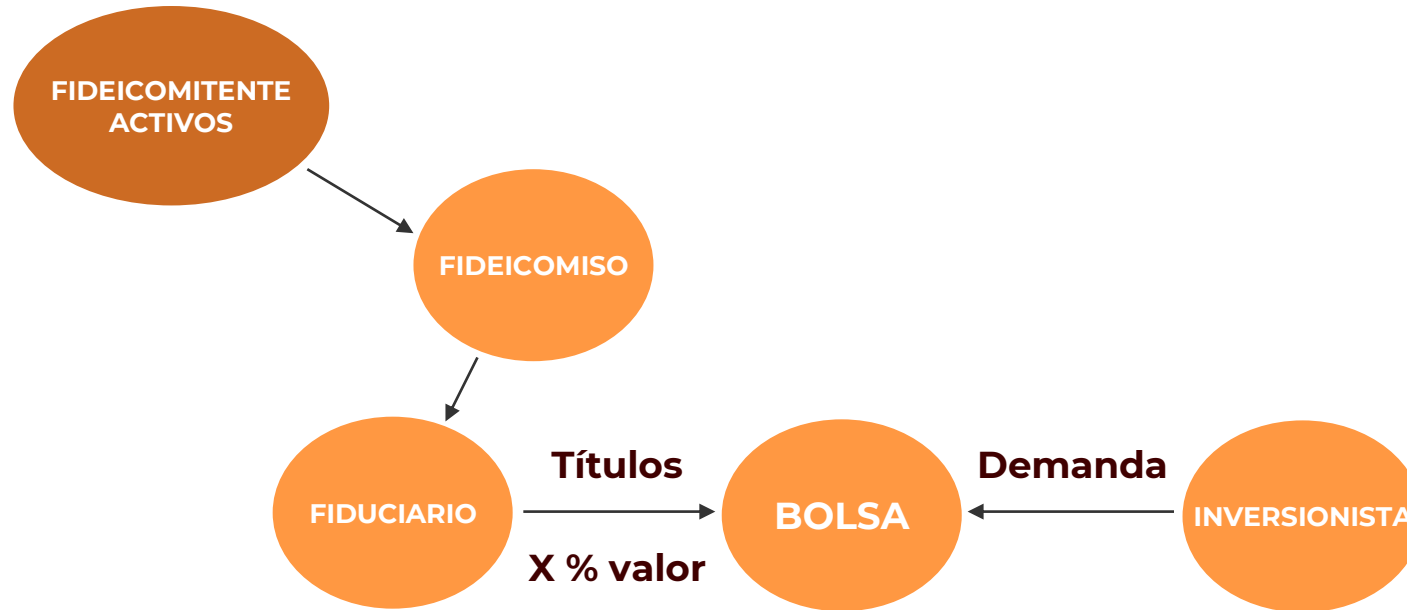 FIDEICOMITENTE
ACTIVOS
FIDEICOMISO
FIDUCIARIO
Títulos
X % valor
BOLSA
Demanda
INVERSIONISTA